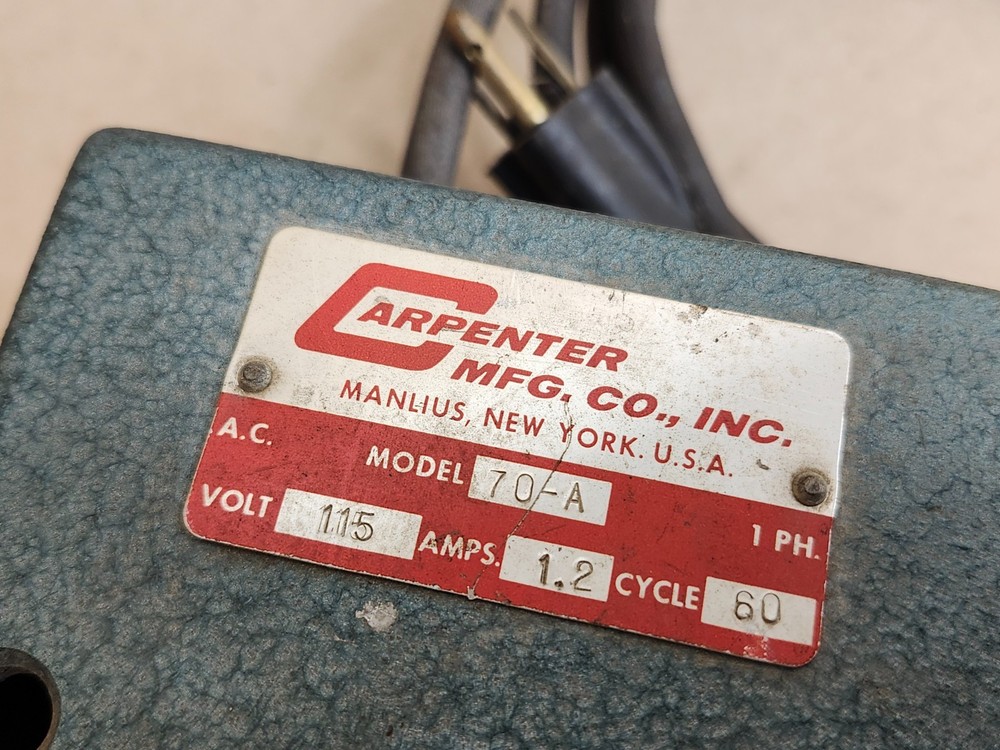 CARPENTER
MFG. CO., INC.
MANLIUS, NEW YORK. U.S.A.
A.C. MODEL 70-A 1 PH.
VOLT 115 AMPS. 1.2 CYCLE 60